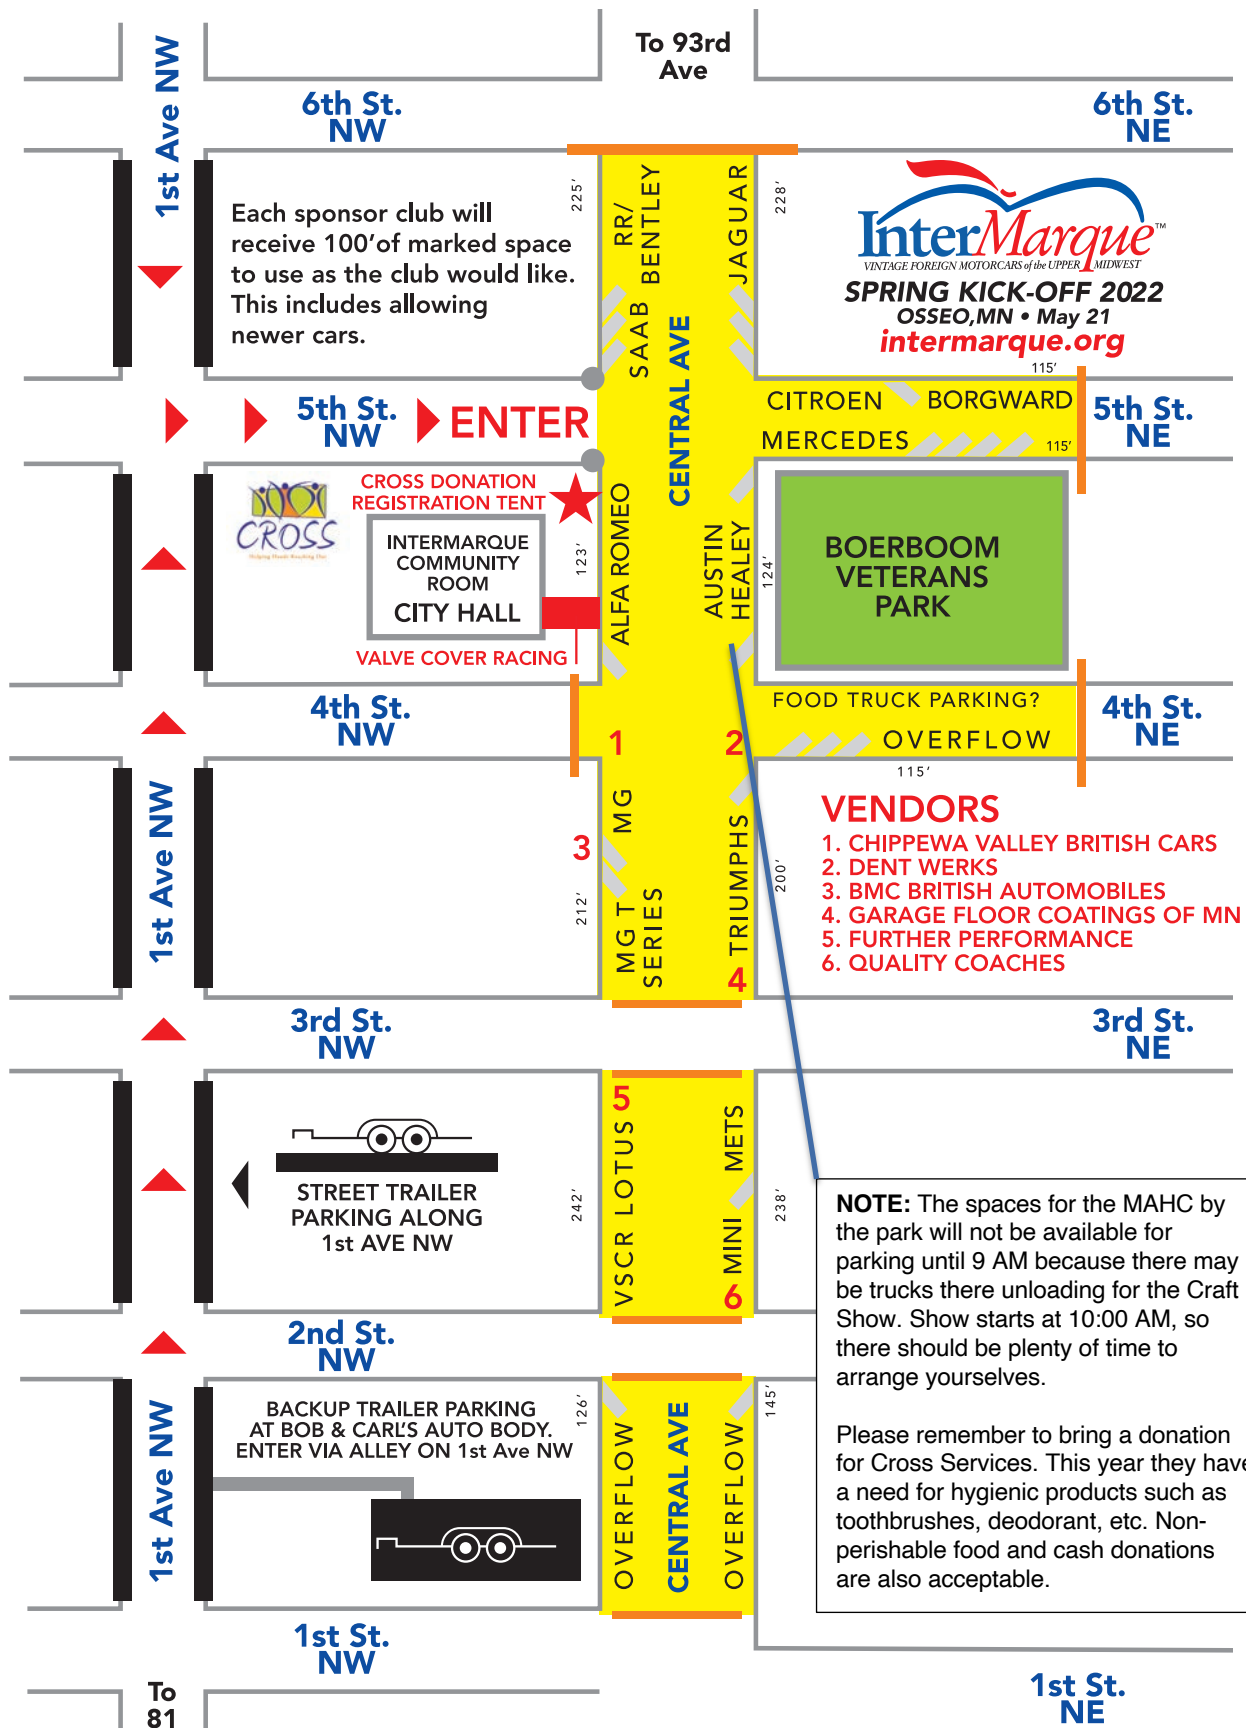 To 93rd
Ave
1st Ave NW
6th St.
NW
6th St.
NE
Each sponsor club will
receive 100'of marked space
to use as the club would like.
This includes allowing
newer cars.
225'
RR/
BENTLEY
SAAB
JAGUAR
228'
CENTRAL AVE
InterMarque™
VINTAGE FOREIGN MOTORCARS of the UPPER MIDWEST
SPRING KICK-OFF 2022
OSSEO,MN • May 21
intermarque.org
115'
5th St.
NW
ENTER
CITROEN
BORGWARD
MERCEDES
115'
5th St.
NE
CROSS
Helping Hands Reaching Out
CROSS DONATION
REGISTRATION TENT
INTERMARQUE
COMMUNITY
ROOM
CITY HALL
VALVE COVER RACING
123'
ALFA ROMEO
AUSTIN
HEALEY
124'
BOERBOOM
VETERANS
PARK
4th St.
NW
FOOD TRUCK PARKING?
OVERFLOW
4th St.
NE
1
2
115'
1st Ave NW
3
MG
MG T
SERIES
212'
TRIUMPHS
4
200'
VENDORS
1. CHIPPEWA VALLEY BRITISH CARS
2. DENT WERKS
3. BMC BRITISH AUTOMOBILES
4. GARAGE FLOOR COATINGS OF MN
5. FURTHER PERFORMANCE
6. QUALITY COACHES
3rd St.
NW
3rd St.
NE
STREET TRAILER
PARKING ALONG
1st AVE NW
242'
5
VSCR LOTUS
METS
MINI
6
238'
NOTE: The spaces for the MAHC by
the park will not be available for
parking until 9 AM because there may
be trucks there unloading for the Craft
Show. Show starts at 10:00 AM, so
there should be plenty of time to
arrange yourselves.
Please remember to bring a donation
for Cross Services. This year they have
a need for hygienic products such as
toothbrushes, deodorant, etc. Non-
perishable food and cash donations
are also acceptable.
2nd St.
NW
1st Ave NW
BACKUP TRAILER PARKING
AT BOB & CARL'S AUTO BODY.
ENTER VIA ALLEY ON 1st Ave NW
126'
OVERFLOW
CENTRAL AVE
OVERFLOW
145'
1st St.
NW
1st St.
NE
To
81